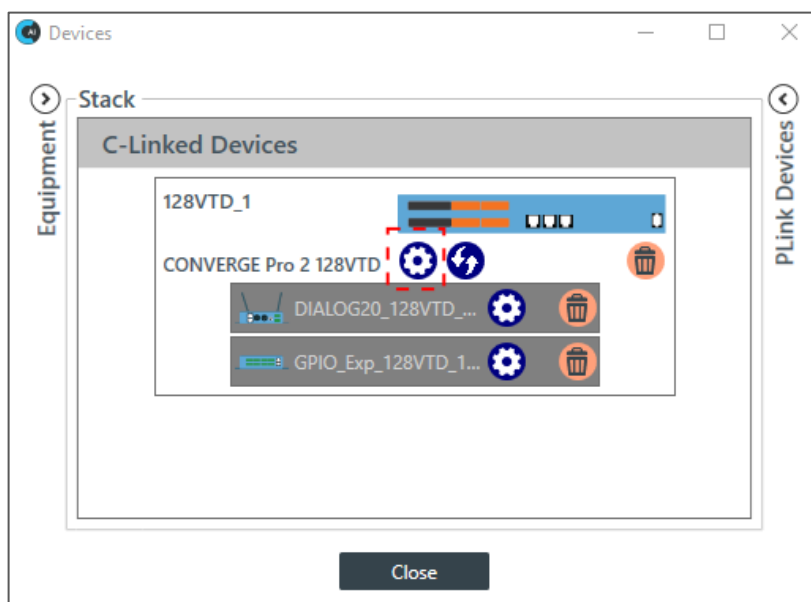 Devices
Stack
Equipment
PLink Devices
C-Linked Devices
128VTD_1
CONVERGE Pro 2 128VTD
DIALOG20_128VTD_...
GPIO_Exp_128VTD_1...
Close